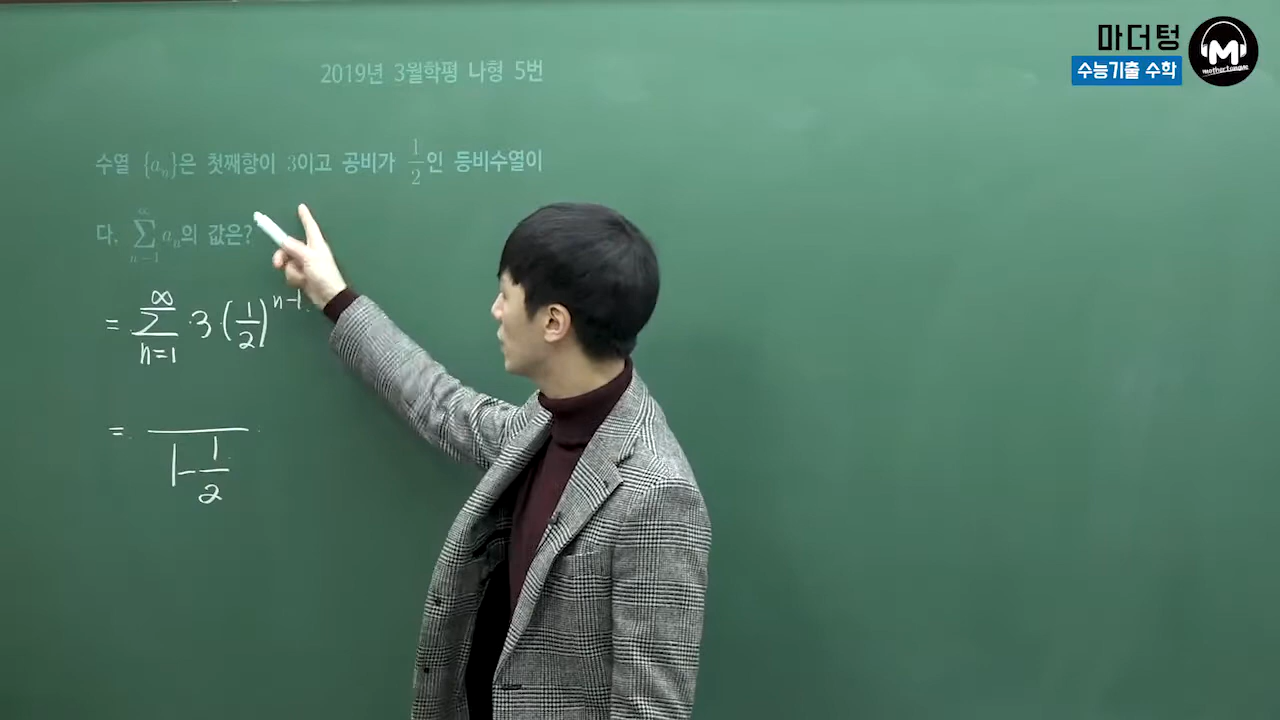 마더텅
수능기출 수학
M
mother tongue
2019년 3월학평 나형 5번
수열 {aₙ}은 첫째항이 3이고 공비가 1/2인 등비수열이
다. ∑_{n=1}^{∞} aₙ의 값은?
= ∑_{n=1}^{∞} 3·(1/2)^{n-1}
= ―/(1-1/2)